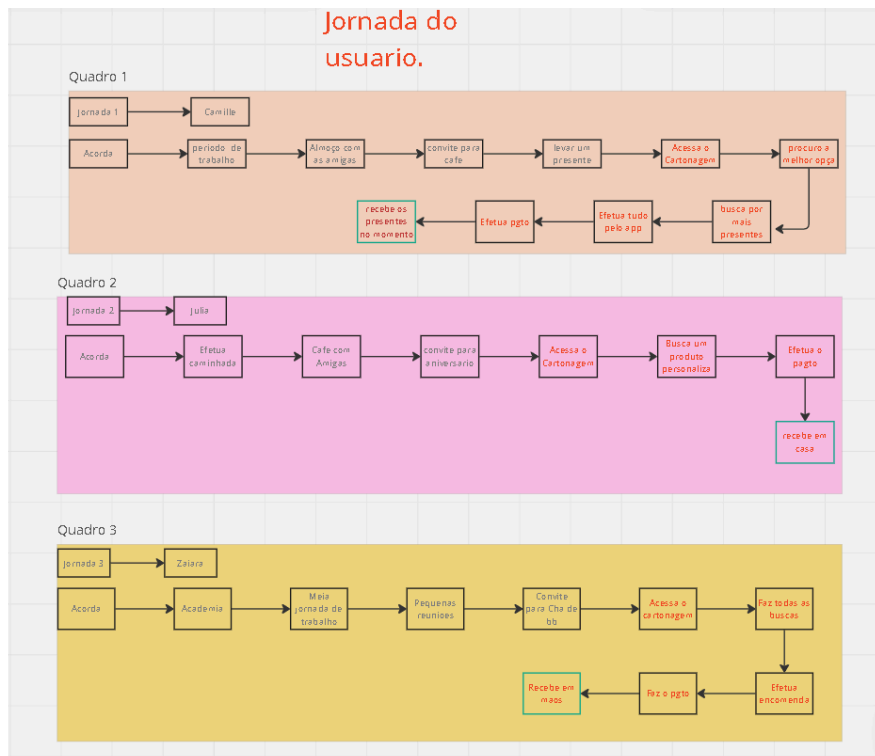 Jornada do
usuario.
Quadro 1
Jornada 1
Camille
Acorda
periodo de
trabalho
Almoço com
as amigas
convite para
cafe
levar um
presente
Acessa o
Cartonagem
procuro a
melhor opça
recebe os
presentes
no momento
Efetua pgto
Efetua tudo
pelo app
busca por
mais
presentes
Quadro 2
Jornada 2
Julia
Acorda
Efetua
caminhada
Cafe com
Amigas
convite para
aniversario
Acessa o
Cartonagem
Busca um
produto
personaliza
Efetua o
pagto
recebe em
casa
Quadro 3
Jornada 3
Zaiara
Acorda
Academia
Meia
jornada de
trabalho
Pequenas
reunioes
Convite
para Cha de
bb
Acessa o
cartonagem
Faz todas as
buscas
Recebe em
maos
Fez o pgto
Efetua
encomenda